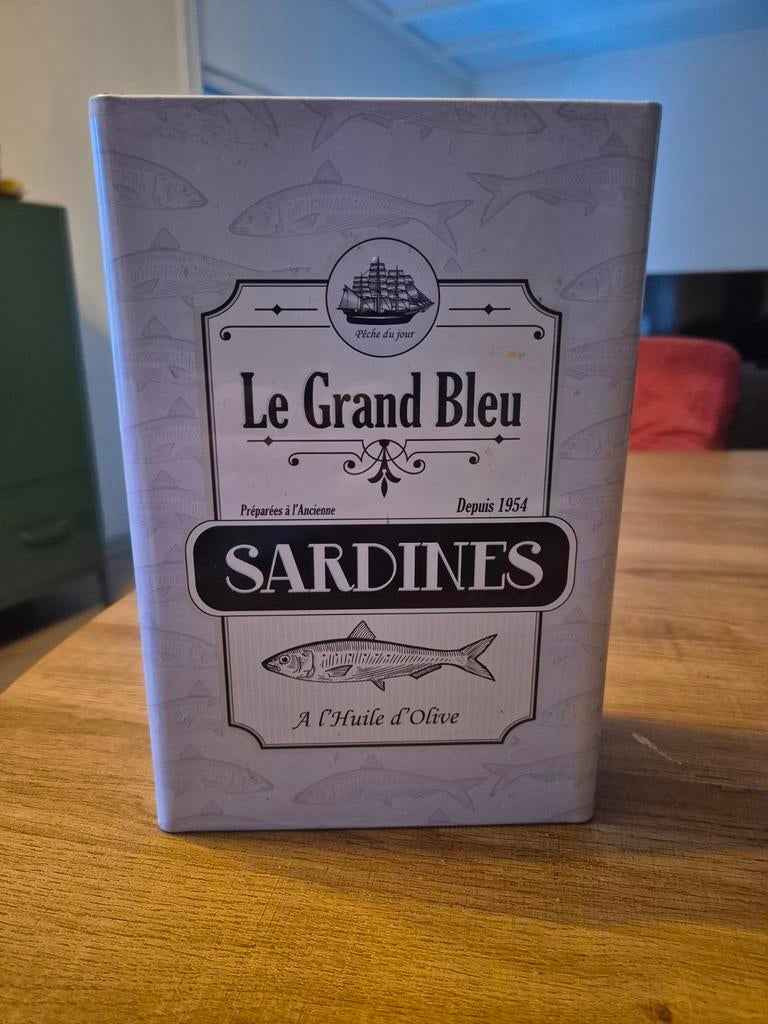 Pêche du jour
Le Grand Bleu
Préparées à l'Ancienne
Depuis 1954
SARDINES
A l'Huile d'Olive